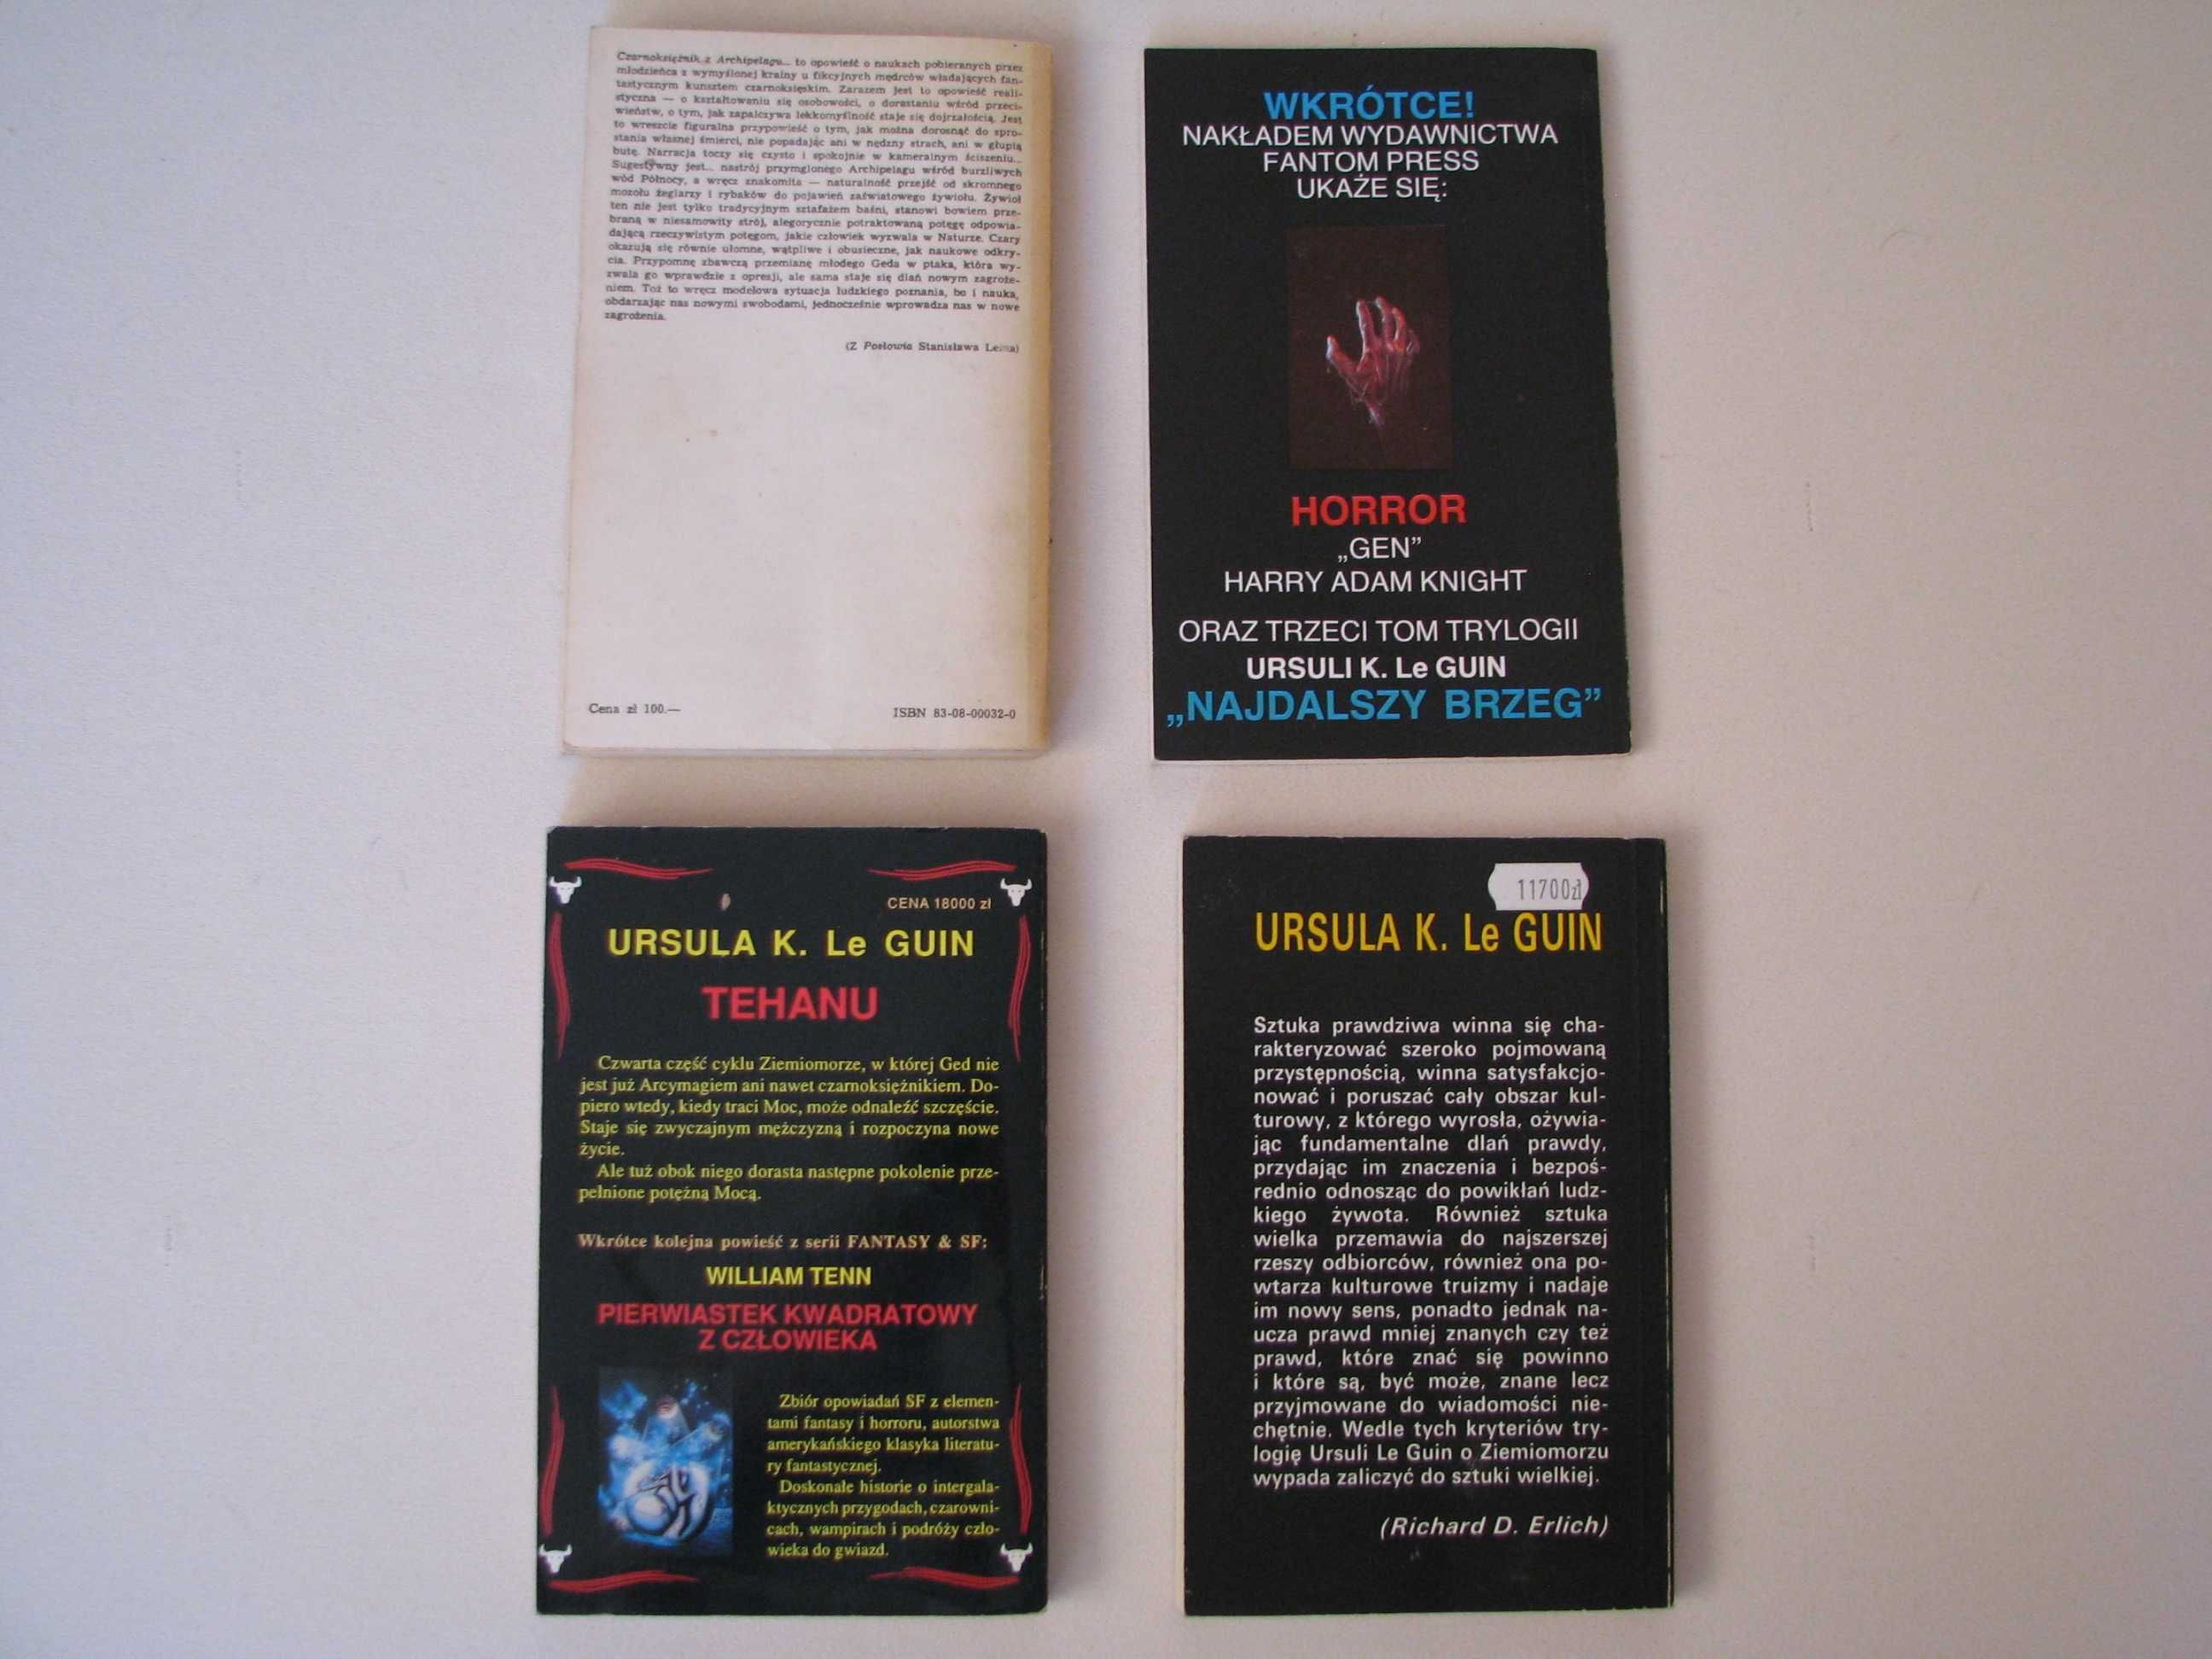 Czarnoksiężnik z Archipelagu... to opowieść o naukach pobieranych przez
młodzieńca z wymyślonej krainy u fikcyjnych mędrców władających fan-
tastycznym kunsztem czarnoksięskim. Zarazem jest to opowieść reali-
styczna — o kształtowaniu się osobowości, o dorastaniu wśród przeci-
wieństw, o tym, jak zapalczywa lekkomyślność staje się dojrzałością. Jest
to wreszcie figuralna przypowieść o tym, jak można dorosnąć do spro-
stania własnej śmierci, nie popadając ani w nędzny strach, ani w głupią
butę. Narracja toczy się czysto i spokojnie w kameralnym ściszeniu...
Sugestywny jest... nastrój przymglonego Archipelagu wśród burzliwych
wód Północy, a wręcz znakomita — naturalność przejść od skromnego
mozołu żeglarzy i rybaków do pojawień zaświatowego żywiołu. Żywioł
ten nie jest tylko tradycyjnym sztafażem baśni, stanowi bowiem prze-
braną w niesamowity strój, alegorycznie potraktowaną potęgę odpowia-
dającą rzeczywistym potęgom, jakie człowiek wyzwala w Naturze. Czary
okazują się równie ułomne, wątpliwe i obusieczne, jak naukowe odkry-
cia. Przypomnę zbawczą przemianę młodego Geda w ptaka, która wy-
zwala go wprawdzie z opresji, ale sama staje się dlań nowym zagroże-
niem. Toż to wręcz modelowa sytuacja ludzkiego poznania, bo i nauka,
obdarzając nas nowymi swobodami, jednocześnie wprowadza nas w nowe
zagrożenia.
(Z Posłowia Stanisława Lema)
Cena zł 100.—
ISBN 83-08-00032-0
WKRÓTCE!
NAKŁADEM WYDAWNICTWA
FANTOM PRESS
UKAŻE SIĘ:
HORROR
„GEN”
HARRY ADAM KNIGHT
ORAZ TRZECI TOM TRYLOGII
URSULI K. Le GUIN
„NAJDALSZY BRZEG”
CENA 18000 zł
URSULA K. Le GUIN
TEHANU
Czwarta część cyklu Ziemiomorze, w której Ged nie
jest już Arcymagiem ani nawet czarnoksiężnikiem. Do-
piero wtedy, kiedy traci Moc, może odnaleźć szczęście.
Staje się zwyczajnym mężczyzną i rozpoczyna nowe
życie.
Ale tuż obok niego dorasta następne pokolenie prze-
pełnione potężną Mocą.
Wkrótce kolejna powieść z serii FANTASY & SF:
WILLIAM TENN
PIERWIASTEK KWADRATOWY
Z CZŁOWIEKA
Zbiór opowiadań SF z elemen-
tami fantasy i horroru, autorstwa
amerykańskiego klasyka literatu-
ry fantastycznej.
Doskonałe historie o intergala-
ktycznych przygodach, czarowni-
cach, wampirach i podróży czło-
wieka do gwiazd.
11700zł
URSULA K. Le GUIN
Sztuka prawdziwa winna się cha-
rakteryzować szeroko pojmowaną
przystępnością, winna satysfakcjo-
nować i poruszać cały obszar kul-
turowy, z którego wyrosła, ożywia-
jąc fundamentalne dlań prawdy,
przydając im znaczenia i bezpoś-
rednio odnosząc do powikłań ludz-
kiego żywota. Również sztuka
wielka przemawia do najszerszej
rzeszy odbiorców, również ona po-
wtarza kulturowe truizmy i nadaje
im nowy sens, ponadto jednak na-
ucza prawd mniej znanych czy też
prawd, które znać się powinno
i które są, być może, znane lecz
przyjmowane do wiadomości nie-
chętnie. Wedle tych kryteriów try-
logię Ursuli Le Guin o Ziemiomorzu
wypada zaliczyć do sztuki wielkiej.
(Richard D. Erlich)